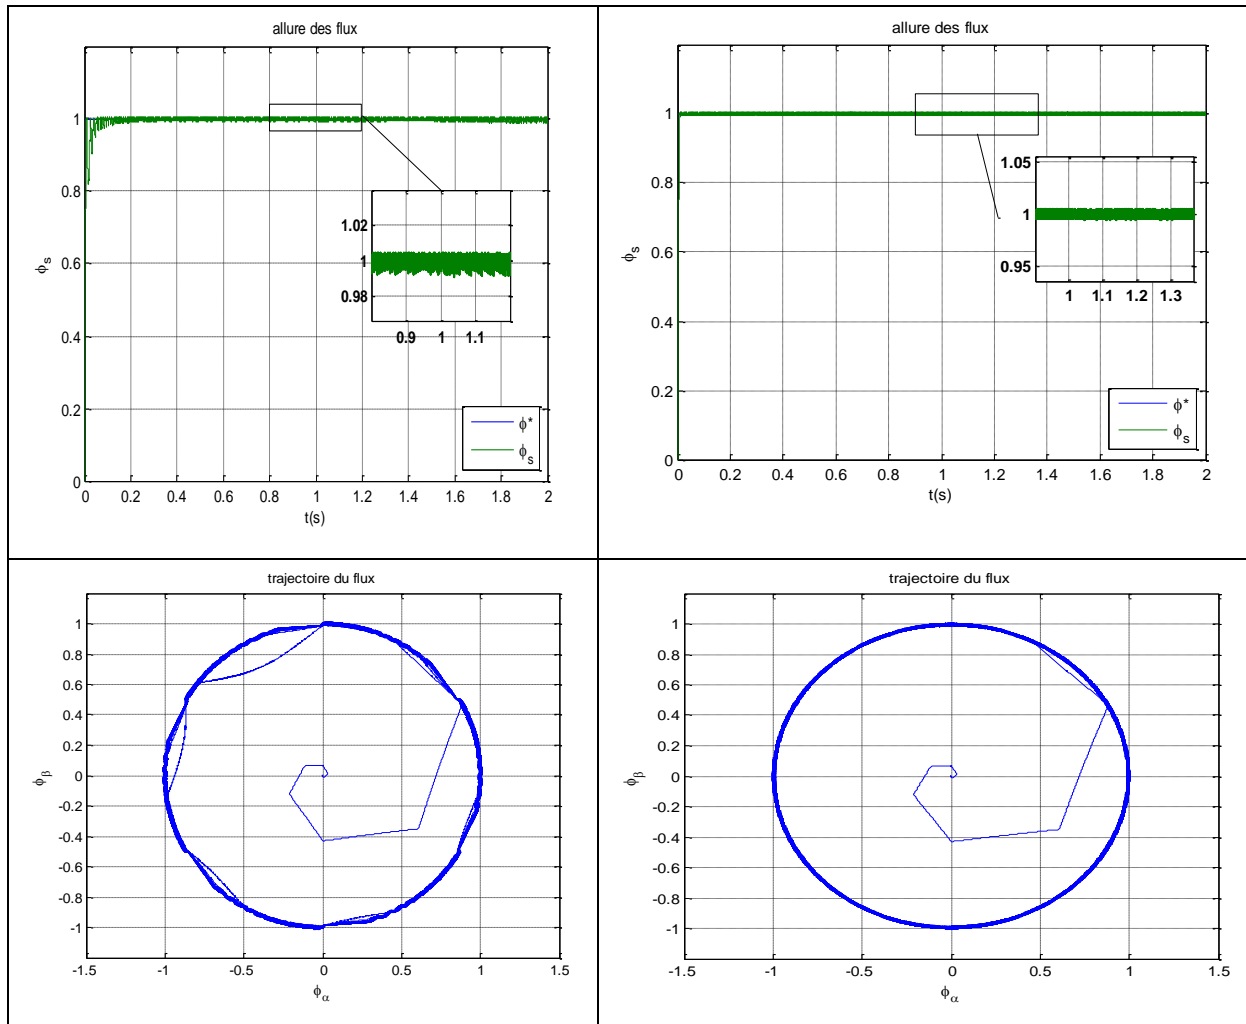 allure des flux
1
0.8
0.6
0.4
0.2
0
ϕs
1.02
1
0.98
0.9 1 1.1
ϕ*
ϕs
0 0.2 0.4 0.6 0.8 1 1.2 1.4 1.6 1.8 2
t(s)
allure des flux
1
0.8
0.6
0.4
0.2
0
ϕs
1.05
1
0.95
1 1.1 1.2 1.3
ϕ*
ϕs
0 0.2 0.4 0.6 0.8 1 1.2 1.4 1.6 1.8 2
t(s)
trajectoire du flux
1
0.8
0.6
0.4
0.2
0
-0.2
-0.4
-0.6
-0.8
-1
ϕβ
-1.5 -1 -0.5 0 0.5 1 1.5
ϕα
trajectoire du flux
1
0.8
0.6
0.4
0.2
0
-0.2
-0.4
-0.6
-0.8
-1
ϕβ
-1.5 -1 -0.5 0 0.5 1 1.5
ϕα